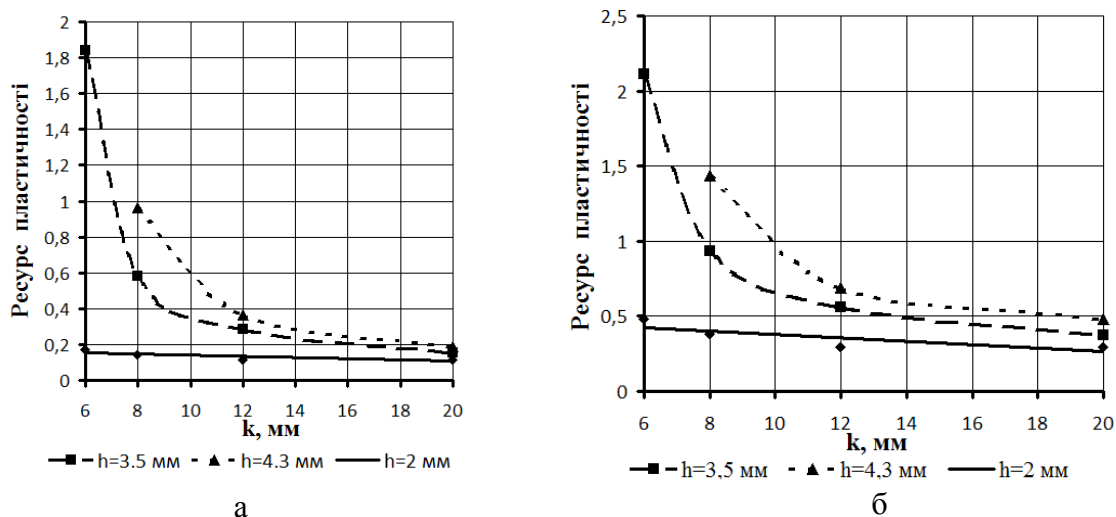 Ресурс пластичності
2
1,8
1,6
1,4
1,2
1
0,8
0,6
0,4
0,2
0
6 8 10 12 14 16 18 20
k, мм
h=3.5 мм h=4.3 мм h=2 мм
а
Ресурс пластичності
2,5
2
1,5
1
0,5
0
6 8 10 12 14 16 18 20
k, мм
h=3,5 мм h=4,3 мм h=2 мм
б